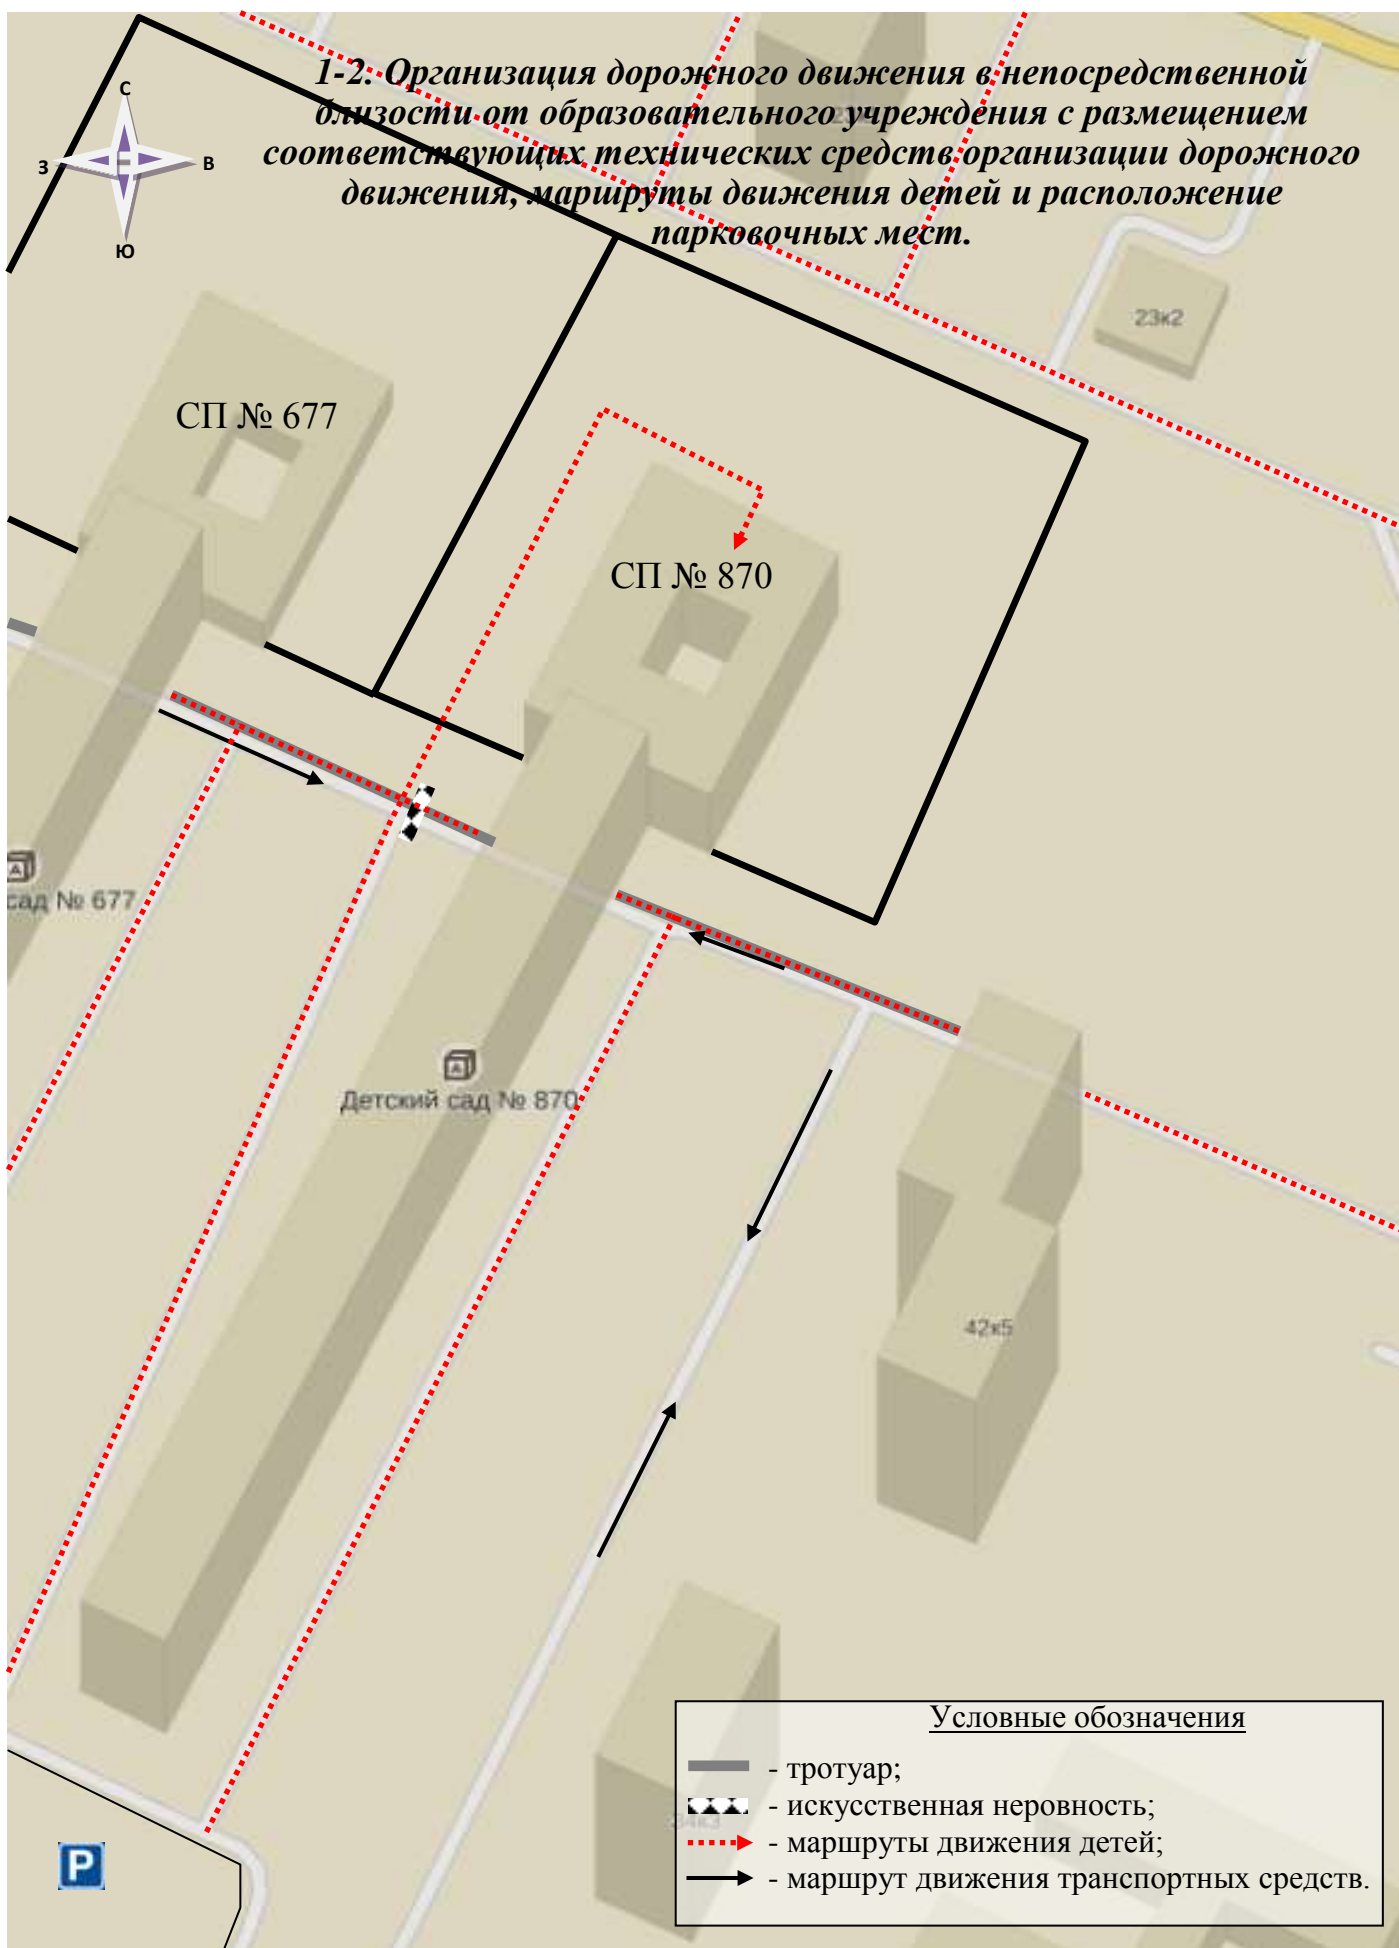 1-2. Организация дорожного движения в непосредственной
близости от образовательного учреждения с размещением
соответствующих технических средств организации дорожного
движения, маршруты движения детей и расположение
парковочных мест.
С
З
В
Ю
23к2
СП № 677
СП № 870
сад № 677
Детский сад № 870
42к5
34к3
P
Условные обозначения
- тротуар;
- искусственная неровность;
- маршруты движения детей;
- маршрут движения транспортных средств.